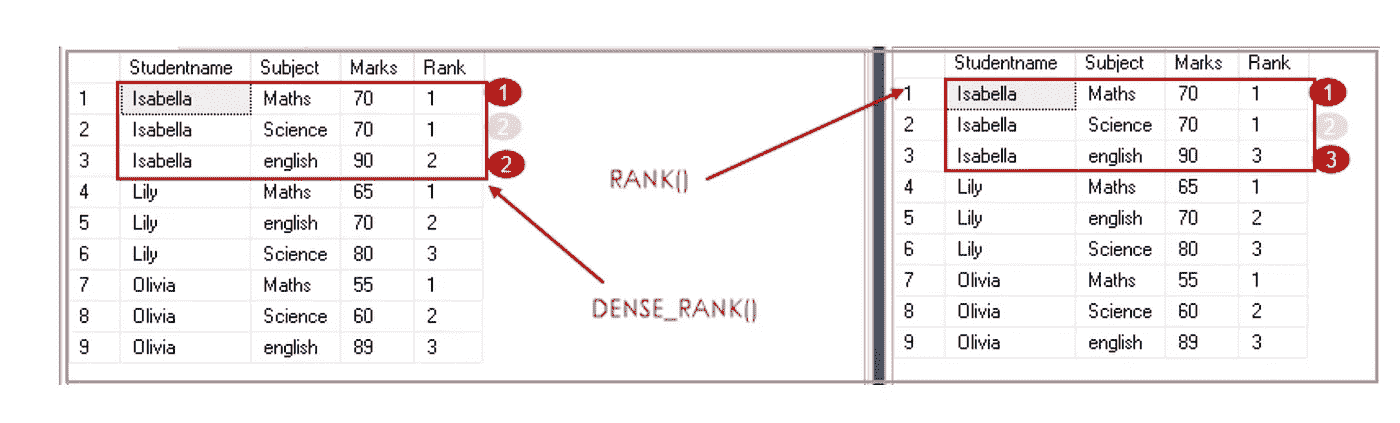 Studentname Subject Marks Rank
1 Isabella Maths 70 1 1
2 Isabella Science 70 1 2
3 Isabella english 90 2 2
4 Lily Maths 65 1
5 Lily english 70 2
6 Lily Science 80 3
7 Olivia Maths 55 1
8 Olivia Science 60 2
9 Olivia english 89 3
RANK()
DENSE_RANK()
Studentname Subject Marks Rank
1 Isabella Maths 70 1 1
2 Isabella Science 70 1 2
3 Isabella english 90 3 3
4 Lily Maths 65 1
5 Lily english 70 2
6 Lily Science 80 3
7 Olivia Maths 55 1
8 Olivia Science 60 2
9 Olivia english 89 3